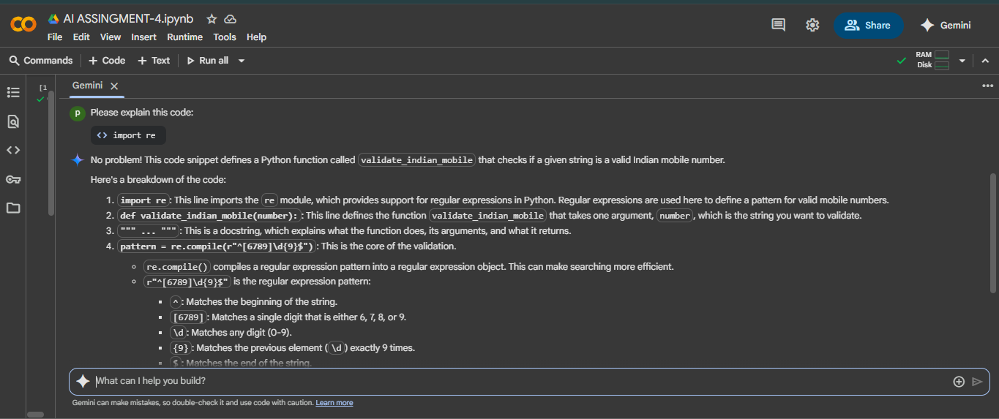 AI ASSINGMENT-4.ipynb
File Edit View Insert Runtime Tools Help
Share
Gemini
Commands + Code + Text Run all
RAM
Disk
[1
Gemini
P
Please explain this code:
<> import re
No problem! This code snippet defines a Python function called validate_indian_mobile that checks if a given string is a valid Indian mobile number.
Here's a breakdown of the code:
1. import re: This line imports the re module, which provides support for regular expressions in Python. Regular expressions are used here to define a pattern for valid mobile numbers.
2. def validate_indian_mobile(number):: This line defines the function validate_indian_mobile that takes one argument, number, which is the string you want to validate.
3. """ ... """: This is a docstring, which explains what the function does, its arguments, and what it returns.
4. pattern = re.compile(r"^[6789]\d{9}$"): This is the core of the validation.
re.compile() compiles a regular expression pattern into a regular expression object. This can make searching more efficient.
r"^[6789]\d{9}$" is the regular expression pattern:
^: Matches the beginning of the string.
[6789]: Matches a single digit that is either 6, 7, 8, or 9.
\d: Matches any digit (0-9).
{9}: Matches the previous element (\d) exactly 9 times.
$: Matches the end of the string.
What can I help you build?
Gemini can make mistakes, so double-check it and use code with caution. Learn more